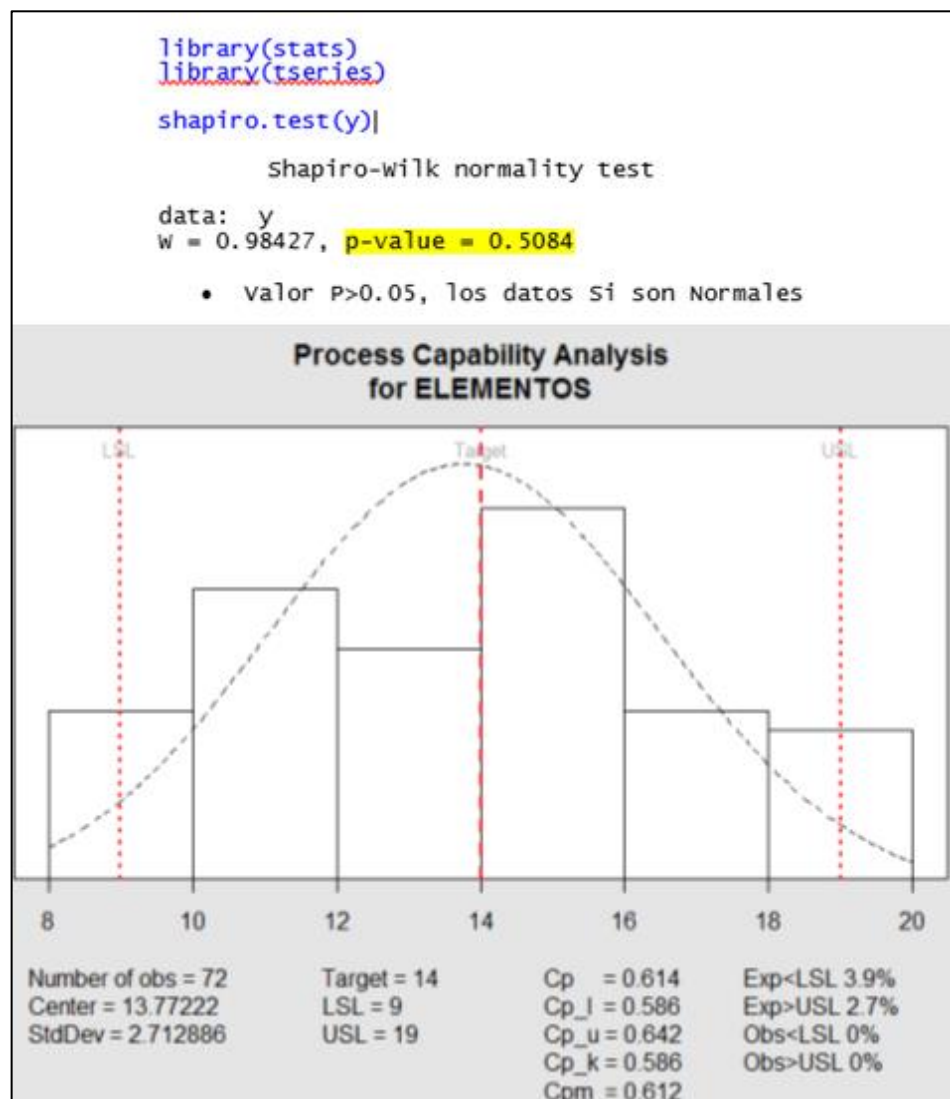 library(stats)
library(tseries)
shapiro.test(y)
Shapiro-Wilk normality test
data: y
W = 0.98427, p-value = 0.5084
• Valor P>0.05, los datos Sí son Normales
Process Capability Analysis
for ELEMENTOS
LSL Target USL
8 10 12 14 16 18 20
Number of obs = 72 Target = 14 Cp = 0.614 Exp<LSL 3.9%
Center = 13.77222 LSL = 9 Cp_l = 0.586 Exp>USL 2.7%
StdDev = 2.712886 USL = 19 Cp_u = 0.642 Obs<LSL 0%
Cp_k = 0.586 Obs>USL 0%
Cpm = 0.612